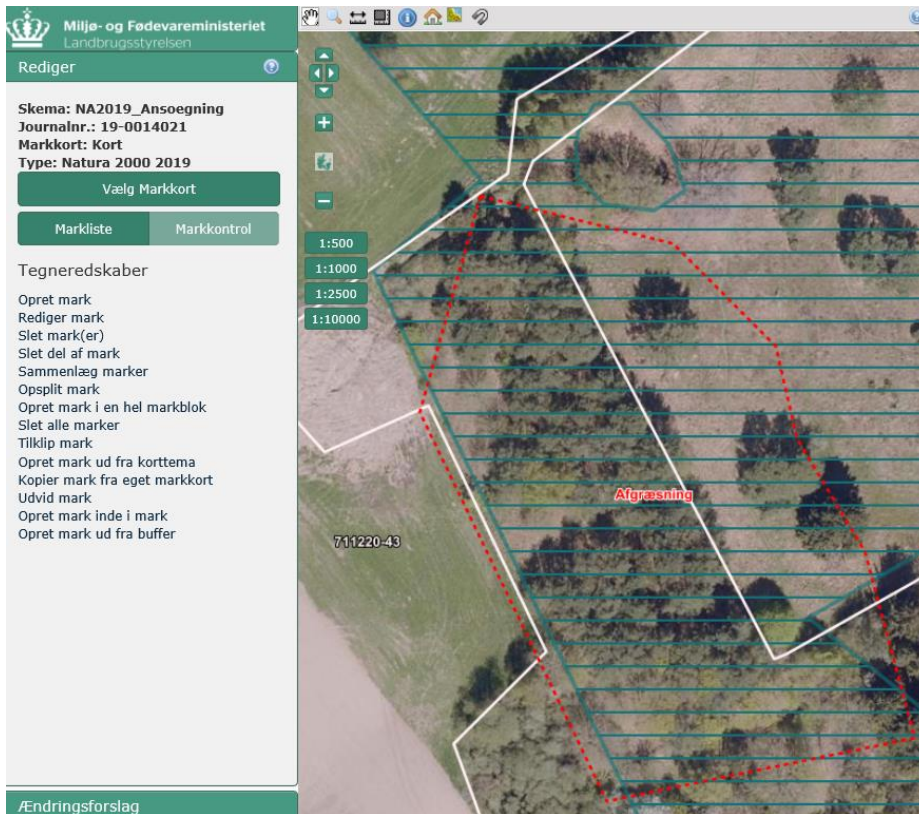 Miljø- og Fødevareministeriet
Landbrugsstyrelsen
Rediger
Skema: NA2019_Ansoegning
Journalnr.: 19-0014021
Markkort: Kort
Type: Natura 2000 2019
Vælg Markkort
Markliste
Markkontrol
Tegneredskaber
Opret mark
Rediger mark
Slet mark(er)
Slet del af mark
Sammenlæg marker
Opsplit mark
Opret mark i en hel markblok
Slet alle marker
Tilklip mark
Opret mark ud fra korttema
Kopier mark fra eget markkort
Udvid mark
Opret mark inde i mark
Opret mark ud fra buffer
Ændringsforslag
1:500
1:1000
1:2500
1:10000
Afgræsning
711220-43